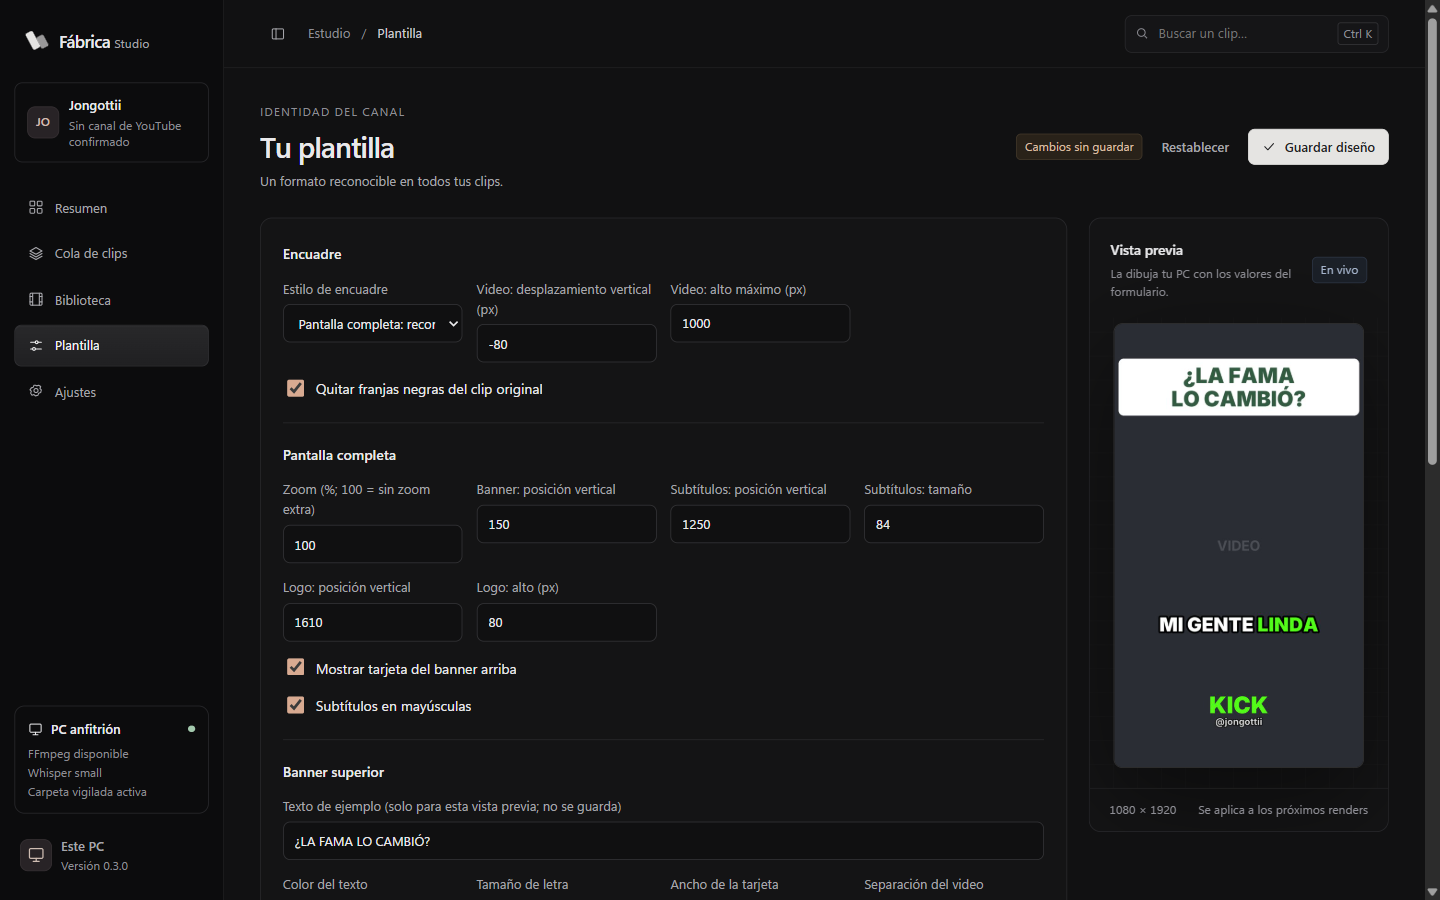 Fábrica Studio
Jongottii
JO
Sin canal de YouTube
confirmado
Resumen
Cola de clips
Biblioteca
Plantilla
Ajustes
PC anfitrión
FFmpeg disponible
Whisper small
Carpeta vigilada activa
Este PC
Versión 0.3.0
Estudio / Plantilla
Buscar un clip...
Ctrl K
IDENTIDAD DEL CANAL
Tu plantilla
Un formato reconocible en todos tus clips.
Cambios sin guardar
Restablecer
Guardar diseño
Encuadre
Estilo de encuadre
Pantalla completa: recor
Video: desplazamiento vertical
(px)
-80
Video: alto máximo (px)
1000
Quitar franjas negras del clip original
Pantalla completa
Zoom (%; 100 = sin zoom
extra)
100
Banner: posición vertical
150
Subtítulos: posición vertical
1250
Subtítulos: tamaño
84
Logo: posición vertical
1610
Logo: alto (px)
80
Mostrar tarjeta del banner arriba
Subtítulos en mayúsculas
Banner superior
Texto de ejemplo (solo para esta vista previa; no se guarda)
¿LA FAMA LO CAMBIÓ?
Color del texto
Tamaño de letra
Ancho de la tarjeta
Separación del video
Vista previa
La dibuja tu PC con los valores del
formulario.
En vivo
¿LA FAMA
LO CAMBIÓ?
VIDEO
MI GENTE LINDA
KICK
@jongottii
1080 × 1920
Se aplica a los próximos renders